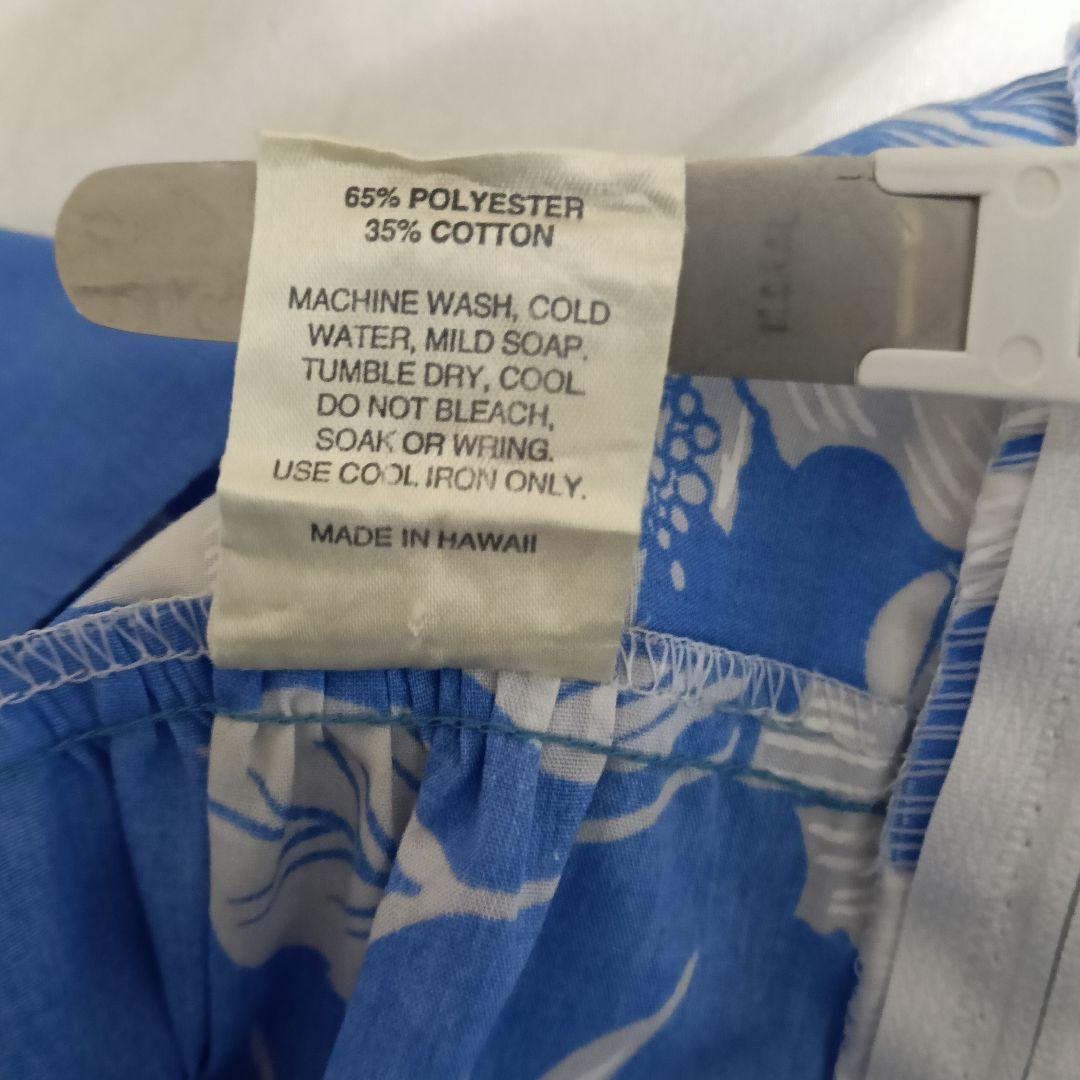 65% POLYESTER
35% COTTON
MACHINE WASH, COLD
WATER, MILD SOAP.
TUMBLE DRY, COOL
DO NOT BLEACH,
SOAK OR WRING.
USE COOL IRON ONLY.
MADE IN HAWAII